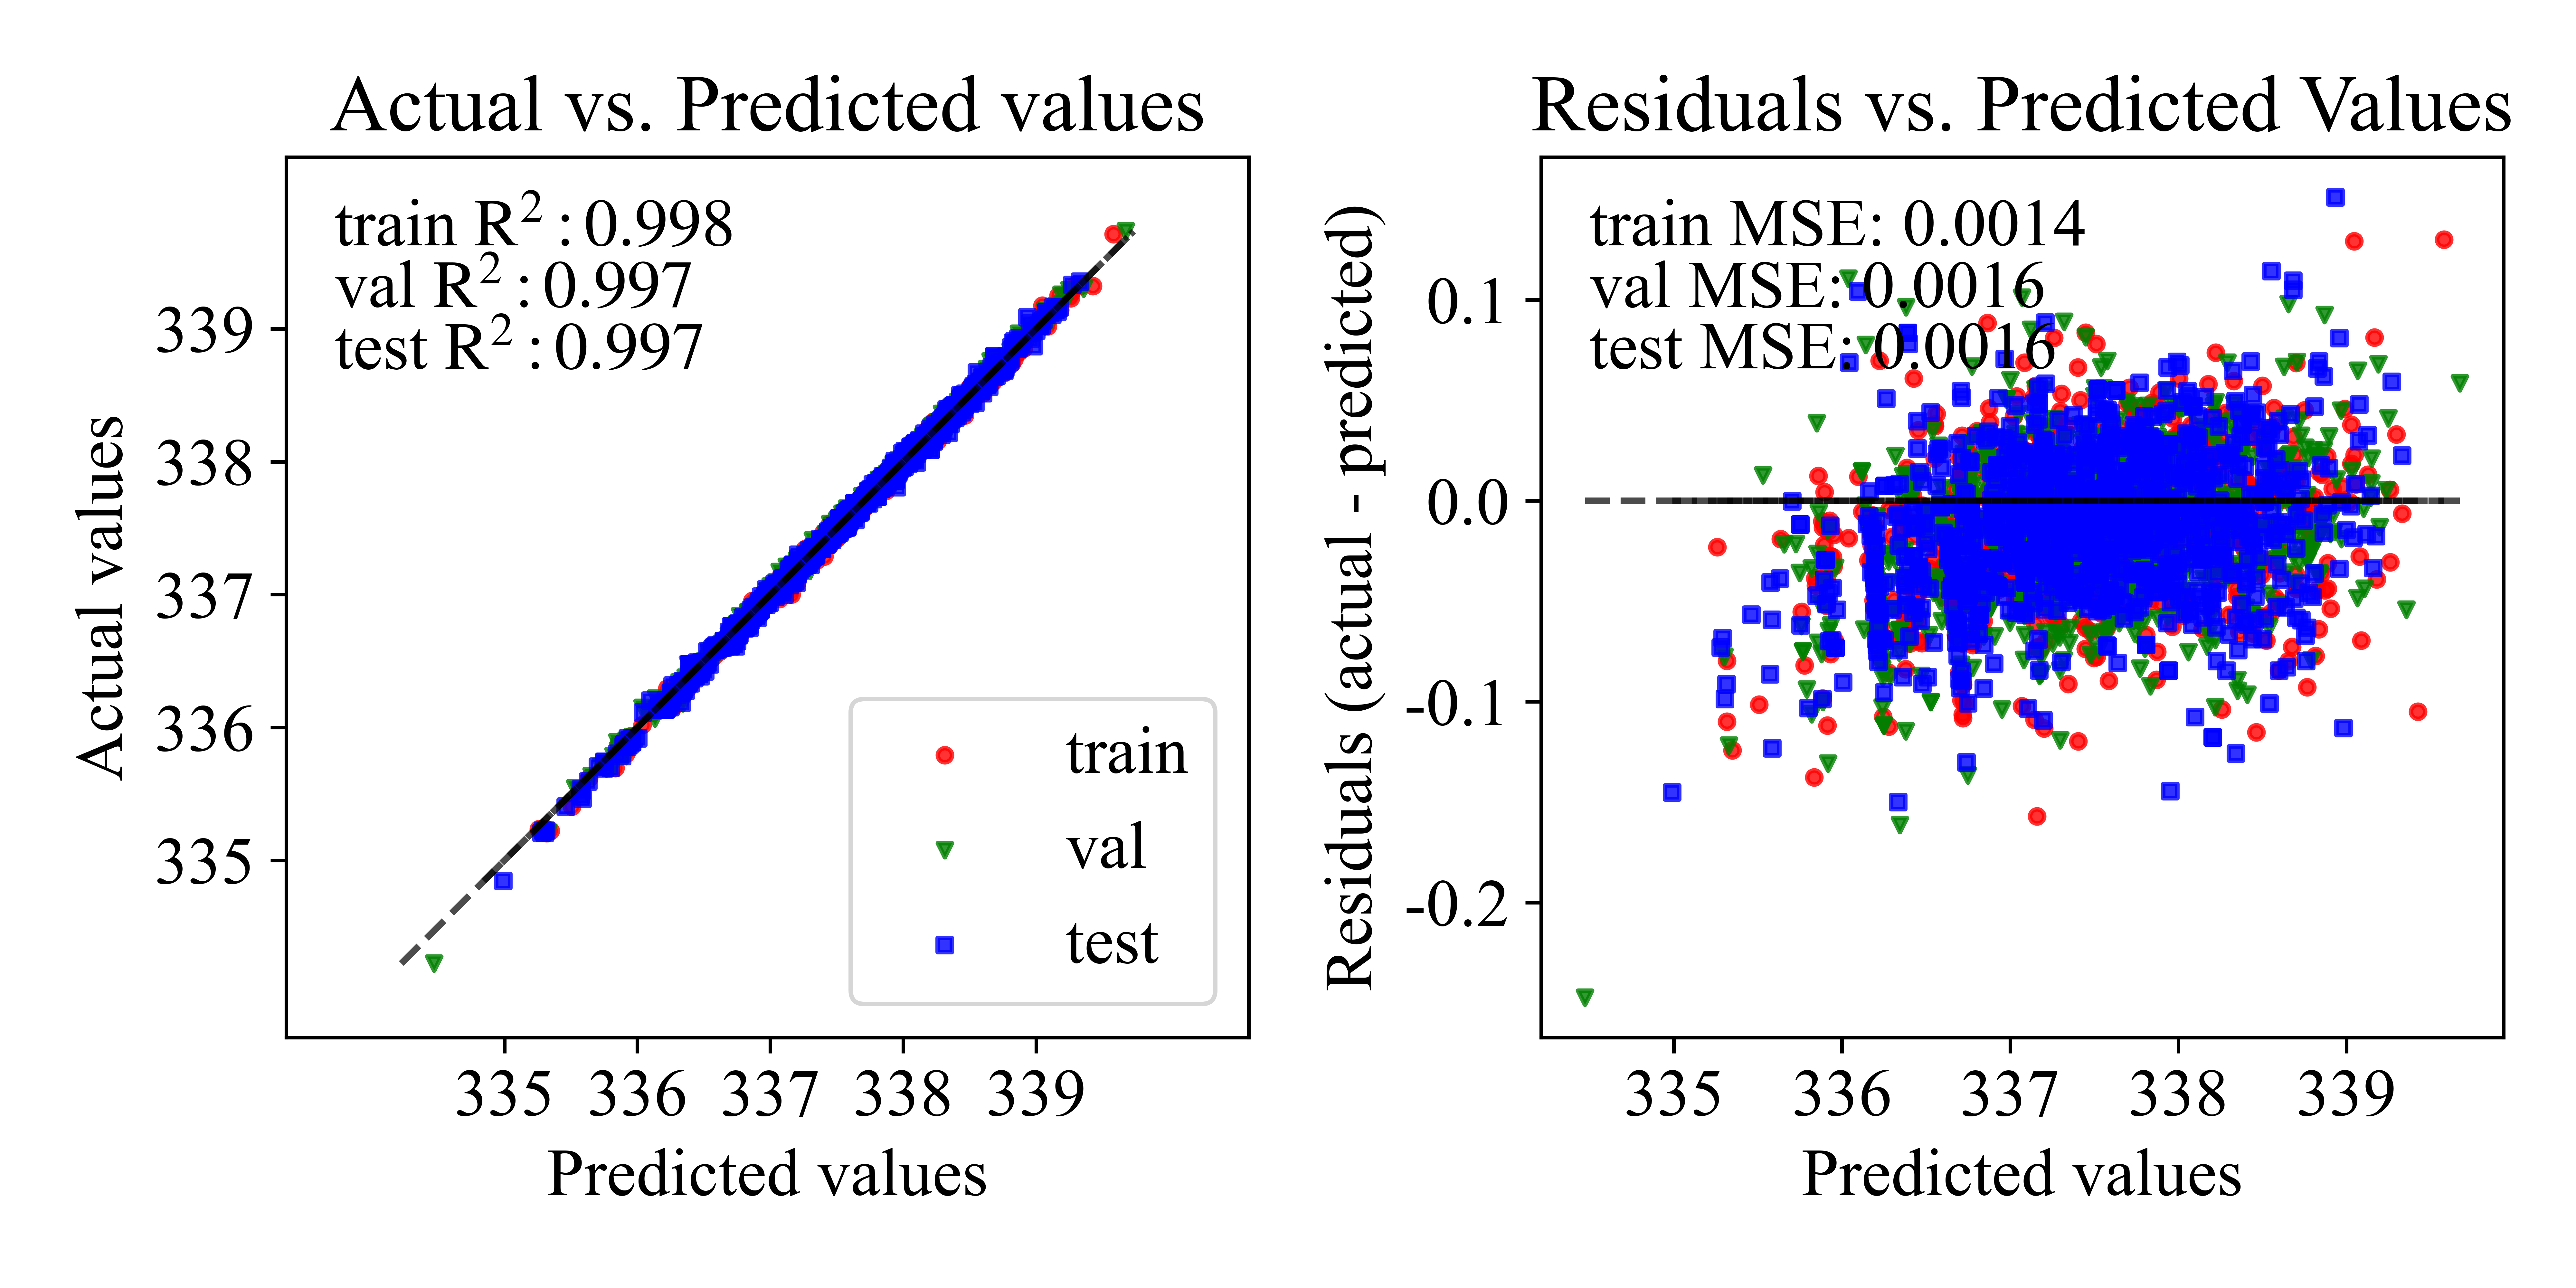 Actual vs. Predicted values
train R²: 0.998
val R²: 0.997
test R²: 0.997
339
338
337
336
335
Actual values
train
val
test
335 336 337 338 339
Predicted values
Residuals vs. Predicted Values
train MSE: 0.0014
val MSE: 0.0016
test MSE: 0.0016
0.1
0.0
-0.1
-0.2
Residuals (actual - predicted)
335 336 337 338 339
Predicted values